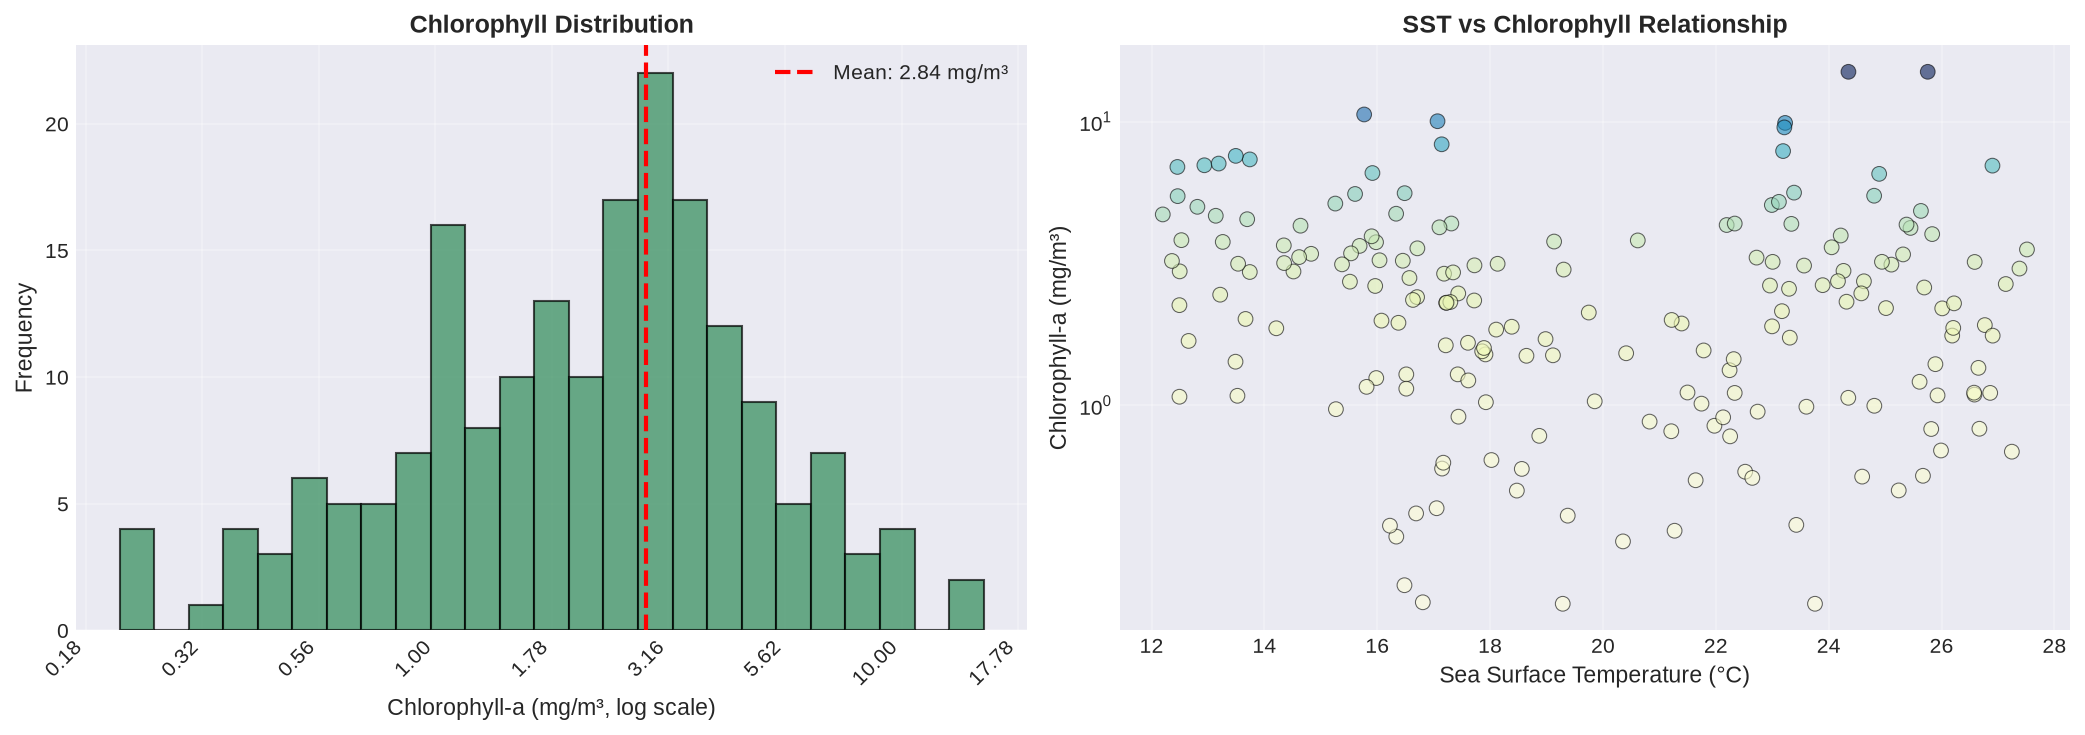 Chlorophyll Distribution
Mean: 2.84 mg/m³
Frequency
20
15
10
5
0
0.18 0.32 0.56 1.00 1.78 3.16 5.62 10.00 17.78
Chlorophyll-a (mg/m³, log scale)
SST vs Chlorophyll Relationship
Chlorophyll-a (mg/m³)
10¹
10⁰
12 14 16 18 20 22 24 26 28
Sea Surface Temperature (°C)